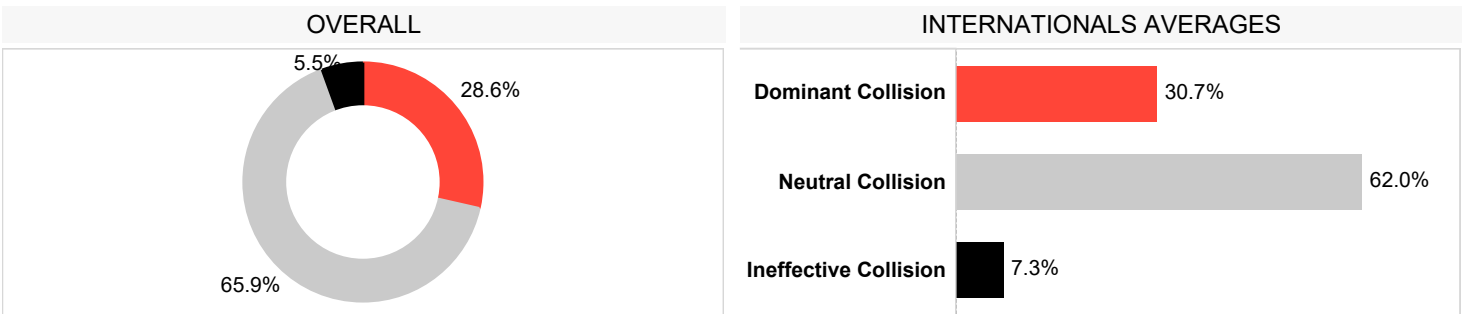 OVERALL
5.5%
28.6%
65.9%
INTERNATIONALS AVERAGES
Dominant Collision 30.7%
Neutral Collision 62.0%
Ineffective Collision 7.3%